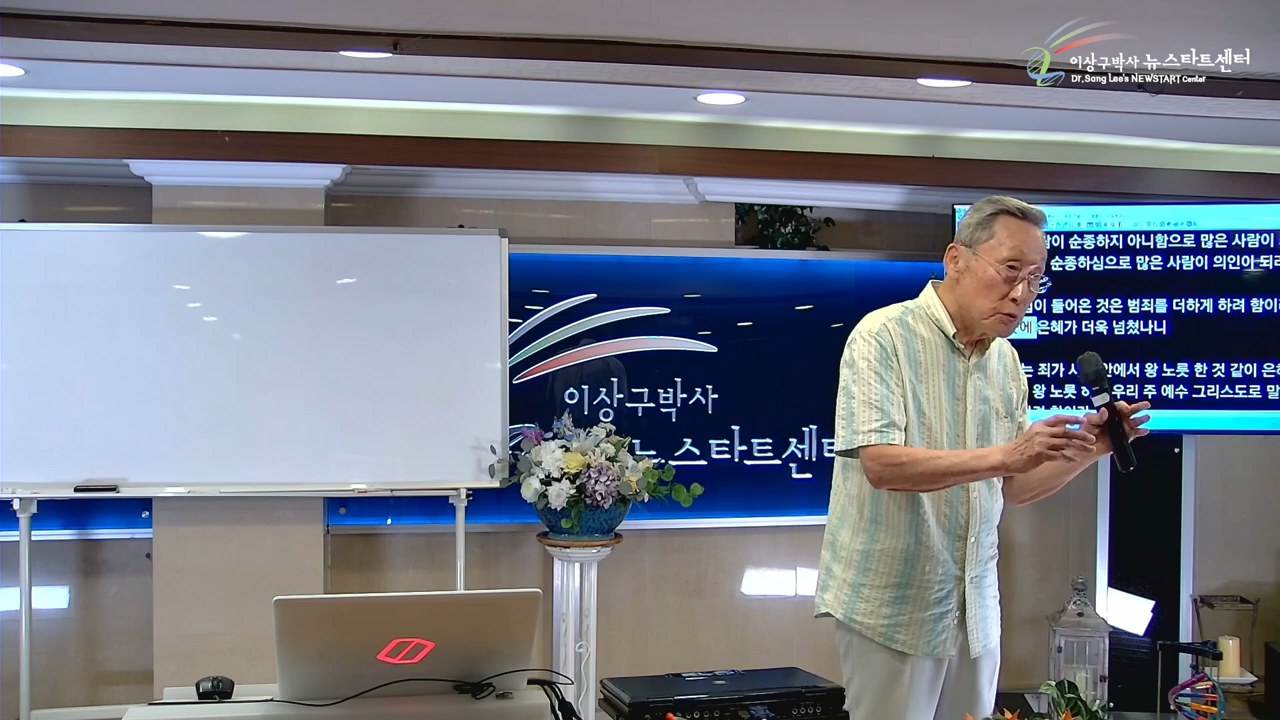 이상구박사 뉴스타트센터
Dr. Sang Lee's NEWSTART Center
이 순종하지 아니함으로 많은 사람이
순종하심으로 많은 사람이 의인이 되리
이 들어온 것은 범죄를 더하게 하려 함이
은혜가 더욱 넘쳤나니
는 죄가 안에서 왕 노릇 한 것 같이 은혜
왕 노릇 우리 주 예수 그리스도로 말
이상구박사
뉴스타트센터